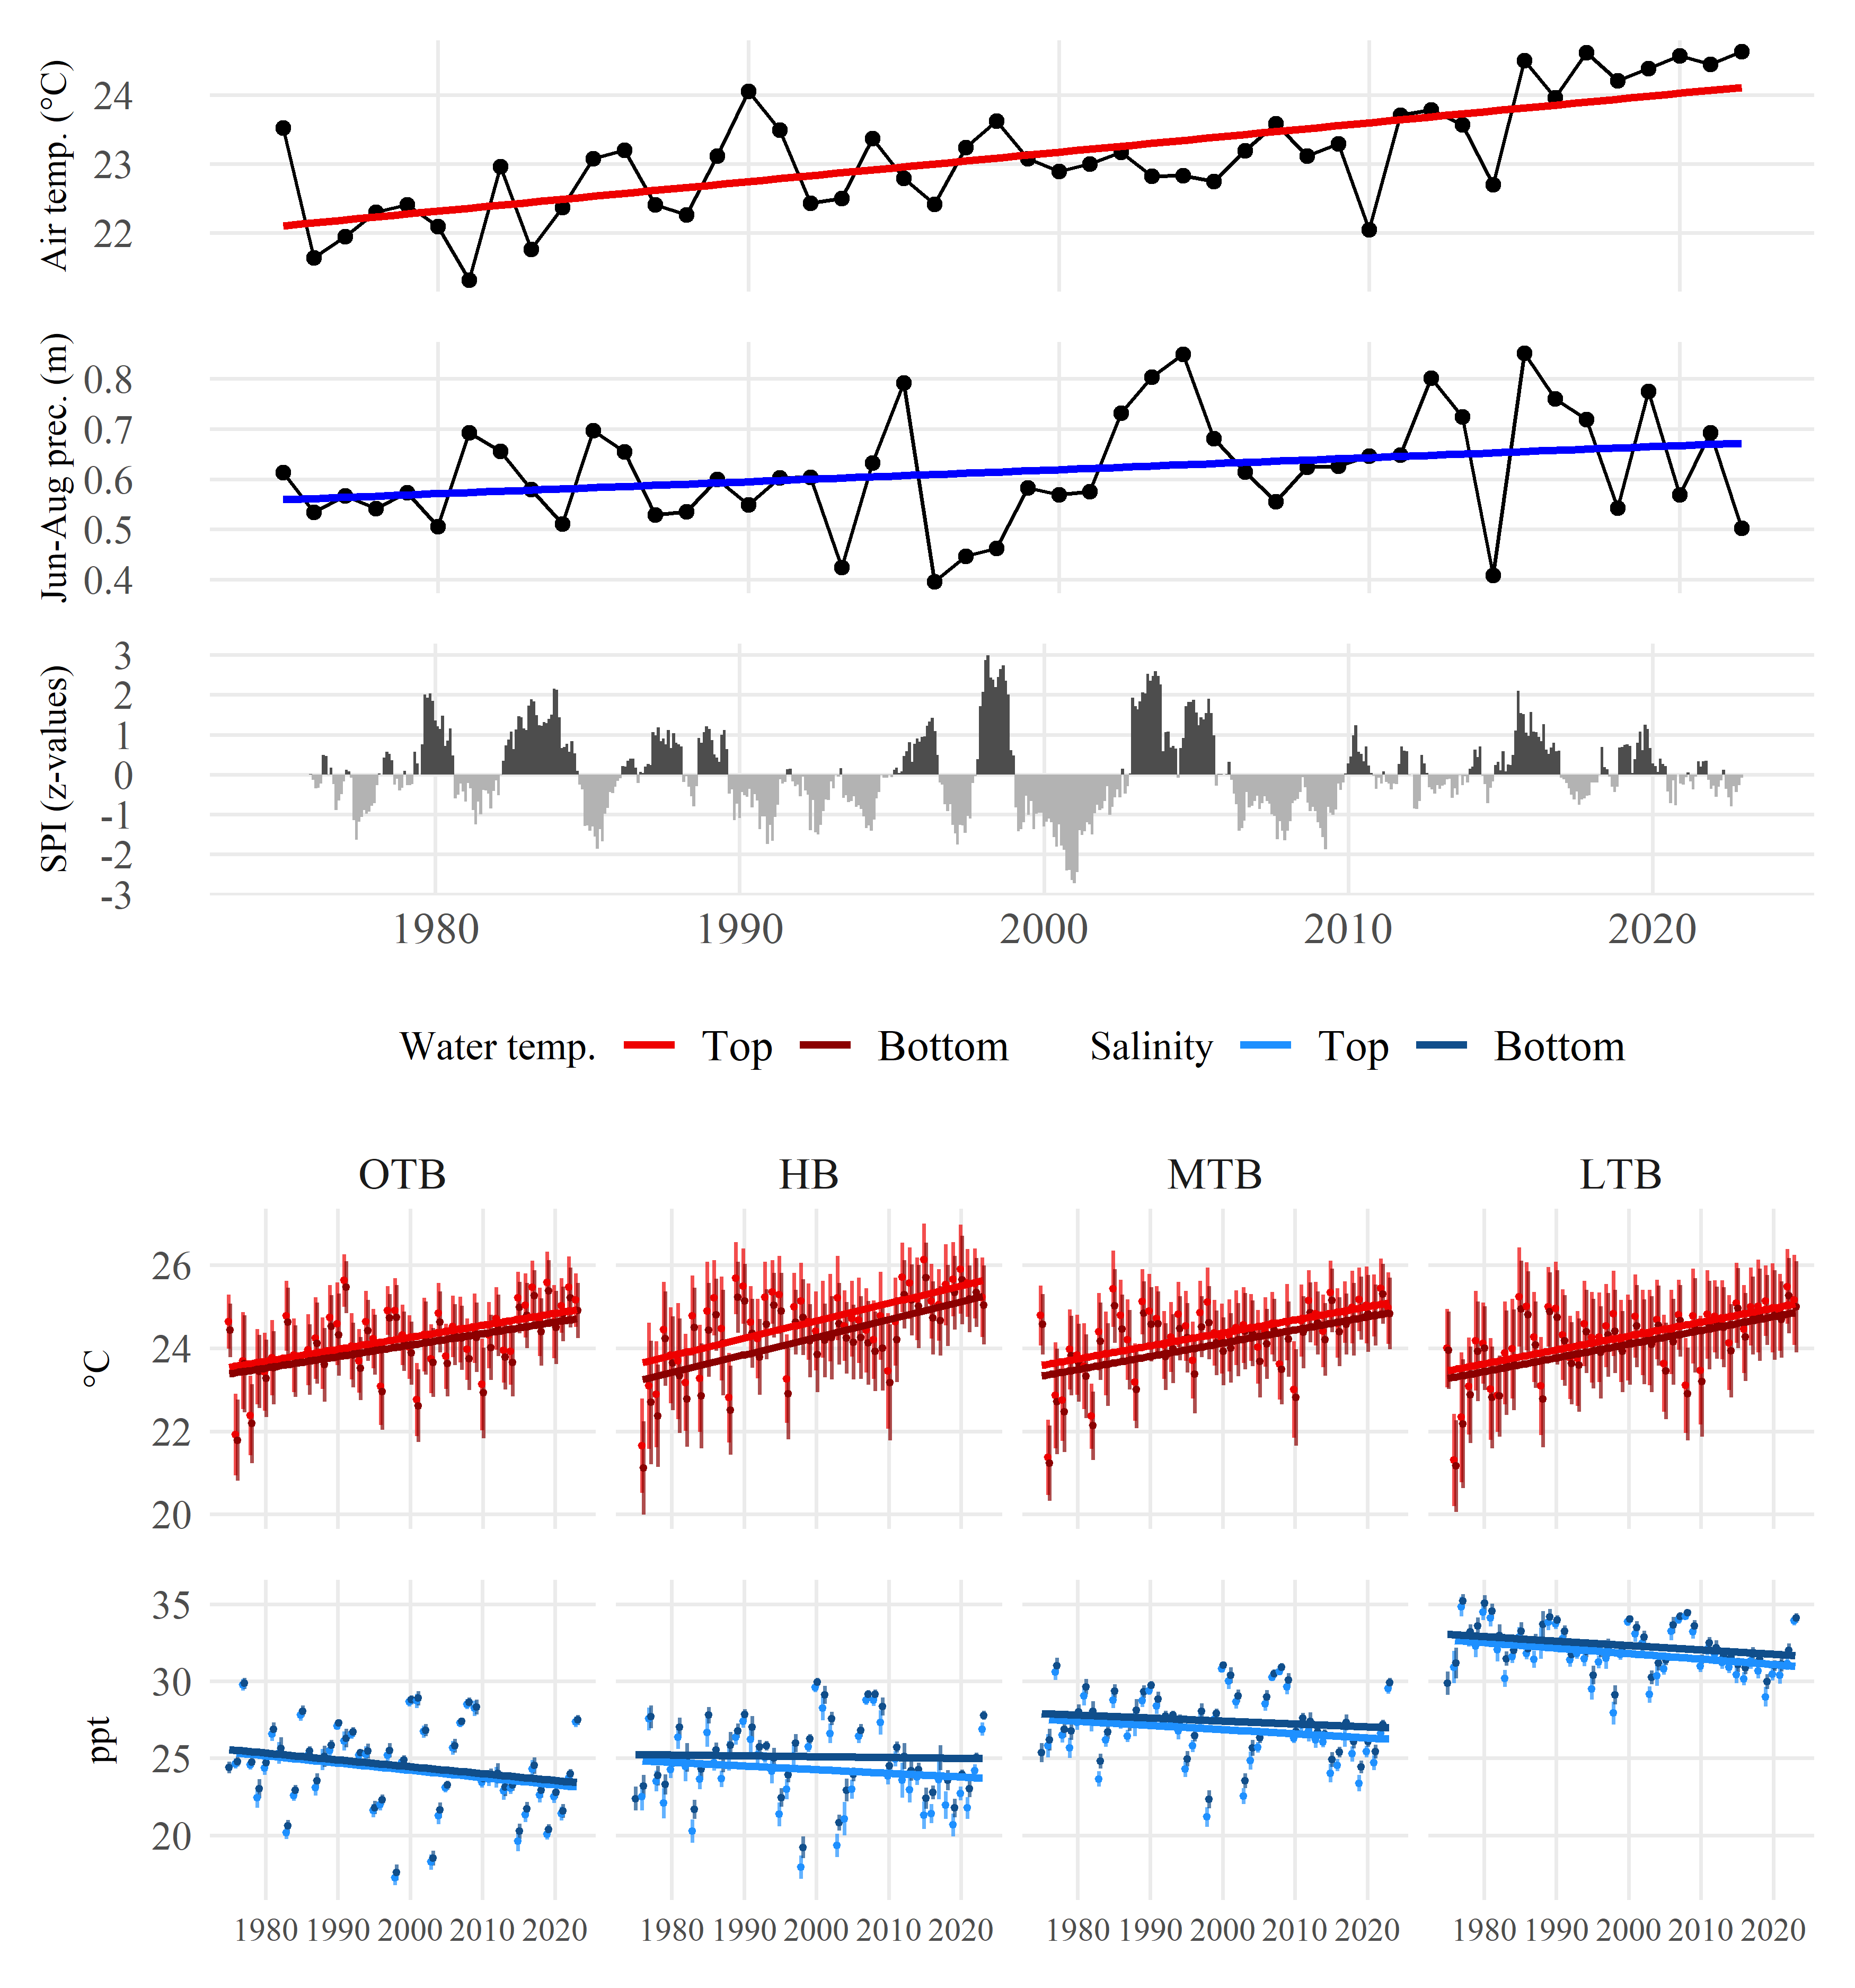 Air temp. (°C)
24
23
22
Jun-Aug prec. (m)
0.8
0.7
0.6
0.5
0.4
SPI (z-values)
3
2
1
0
-1
-2
-3
1980 1990 2000 2010 2020
Water temp. Top Bottom Salinity Top Bottom
OTB HB MTB LTB
°C
26
24
22
20
ppt
35
30
25
20
1980 1990 2000 2010 2020 1980 1990 2000 2010 2020 1980 1990 2000 2010 2020 1980 1990 2000 2010 2020